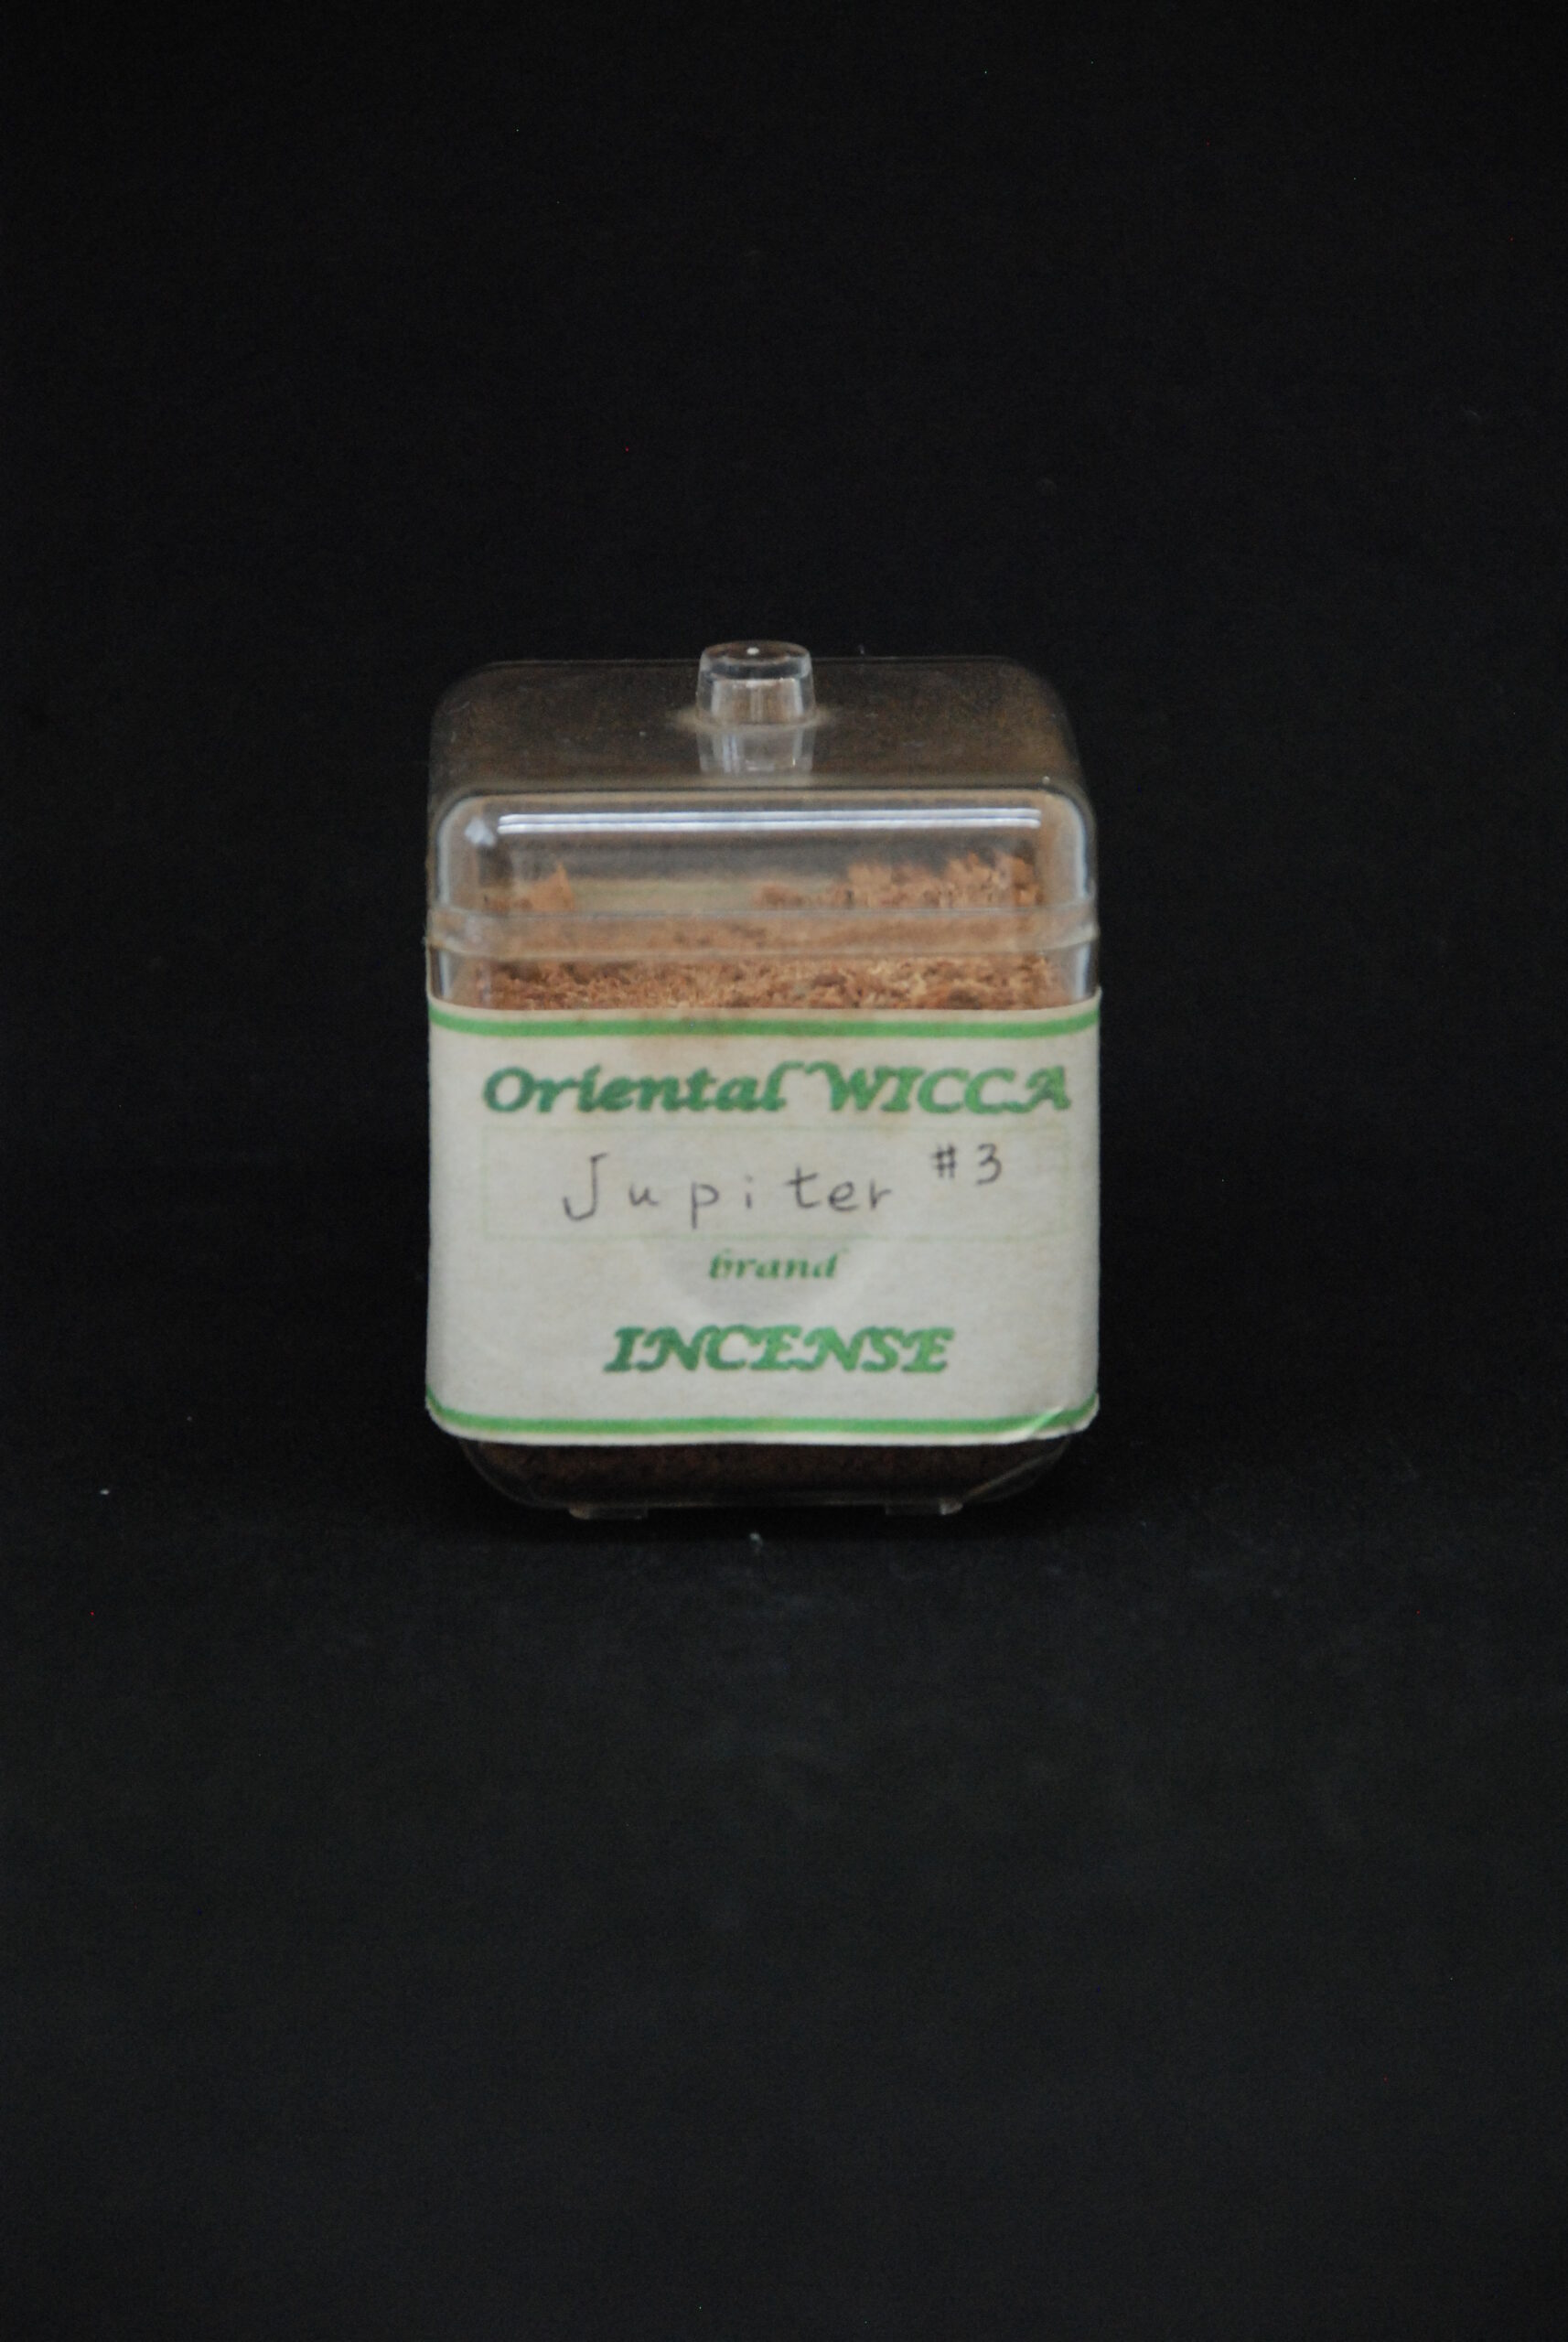 Oriental WICCA
Jupiter #3
brand
INCENSE